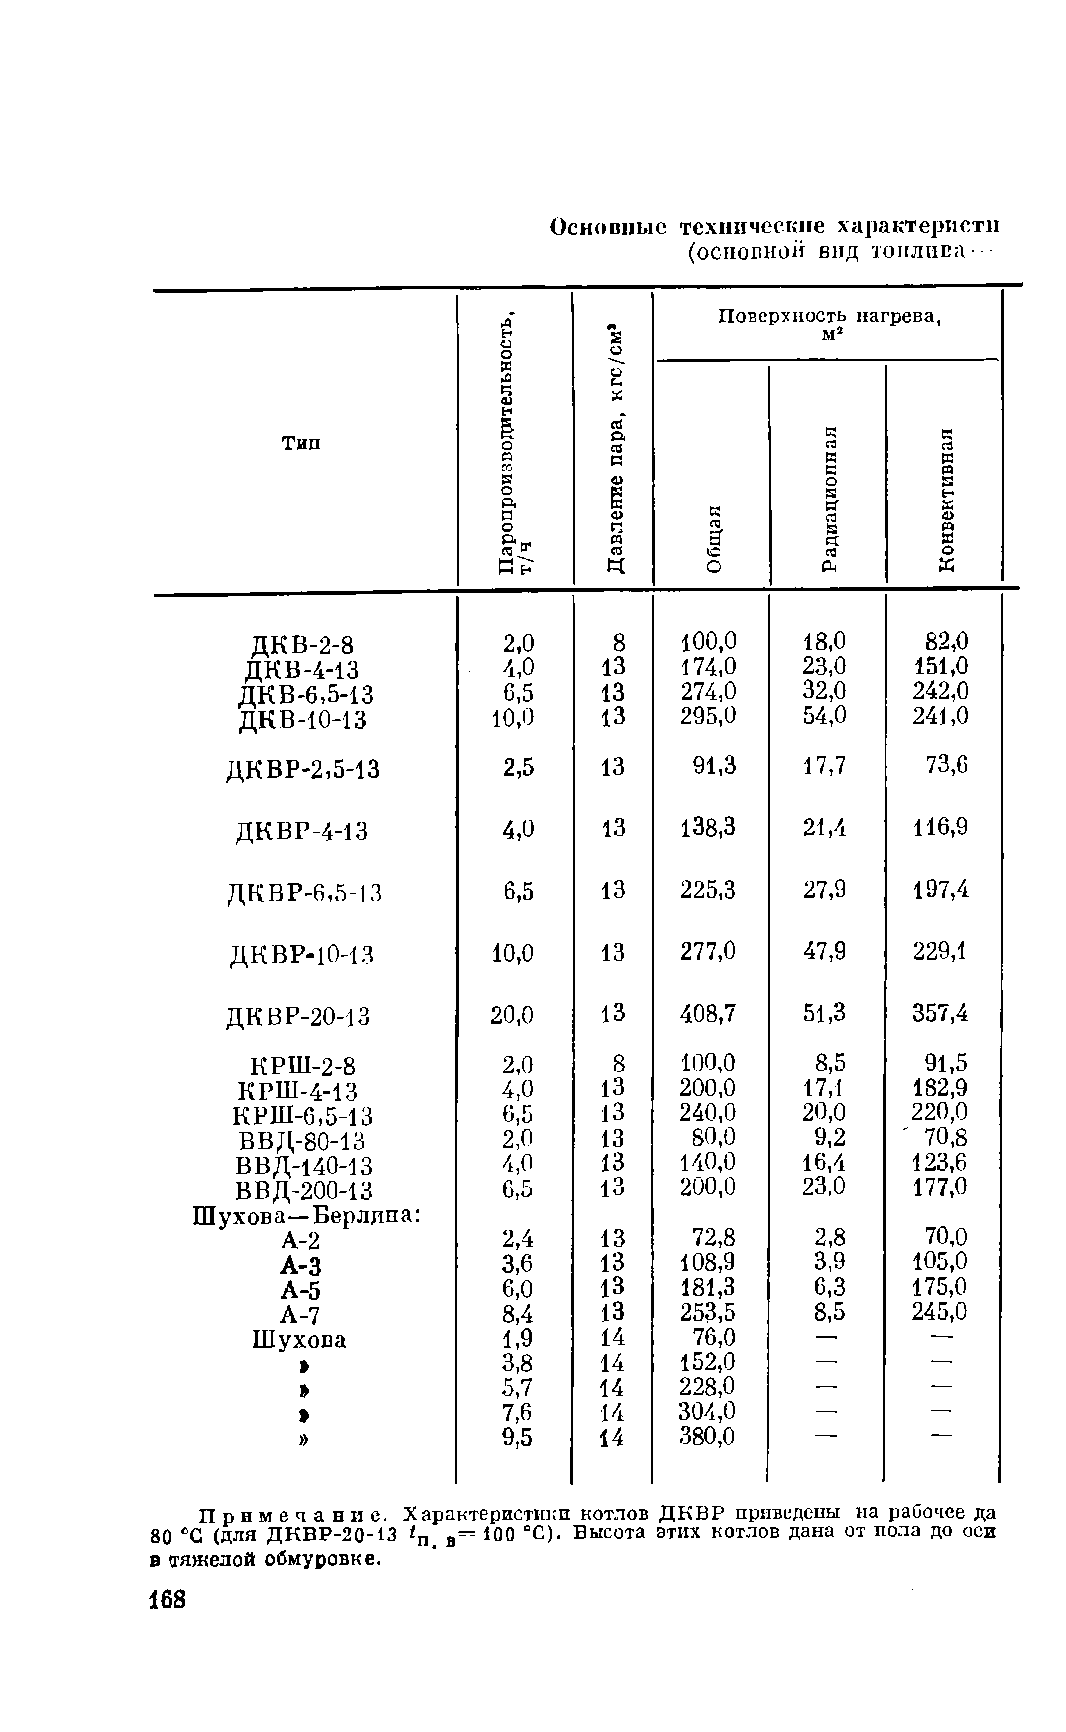 Основные технические характеристи
(основной вид топлива
Тип
Паропроизводительность, т/ч
Давление пара, кгс/см²
Поверхность нагрева,
м²
Общая
Радиационная
Конвективная
ДКВ-2-8 2,0 8 100,0 18,0 82,0
ДКВ-4-13 4,0 13 174,0 23,0 151,0
ДКВ-6,5-13 6,5 13 274,0 32,0 242,0
ДКВ-10-13 10,0 13 295,0 54,0 241,0
ДКВР-2,5-13 2,5 13 91,3 17,7 73,6
ДКВР-4-13 4,0 13 138,3 21,4 116,9
ДКВР-6,5-13 6,5 13 225,3 27,9 197,4
ДКВР-10-13 10,0 13 277,0 47,9 229,1
ДКВР-20-13 20,0 13 408,7 51,3 357,4
КРШ-2-8 2,0 8 100,0 8,5 91,5
КРШ-4-13 4,0 13 200,0 17,1 182,9
КРШ-6,5-13 6,5 13 240,0 20,0 220,0
ВВД-80-13 2,0 13 80,0 9,2 70,8
ВВД-140-13 4,0 13 140,0 16,4 123,6
ВВД-200-13 6,5 13 200,0 23,0 177,0
Шухова—Берлина:
А-2 2,4 13 72,8 2,8 70,0
А-3 3,6 13 108,9 3,9 105,0
А-5 6,0 13 181,3 6,3 175,0
А-7 8,4 13 253,5 8,5 245,0
Шухова 1,9 14 76,0 — —
» 3,8 14 152,0 — —
» 5,7 14 228,0 — —
» 7,6 14 304,0 — —
» 9,5 14 380,0 — —
Примечание. Характеристики котлов ДКВР приведены на рабочее да
80 °С (для ДКВР-20-13 tп. в= 100 °С). Высота этих котлов дана от пола до оси
в тяжелой обмуровке.
168